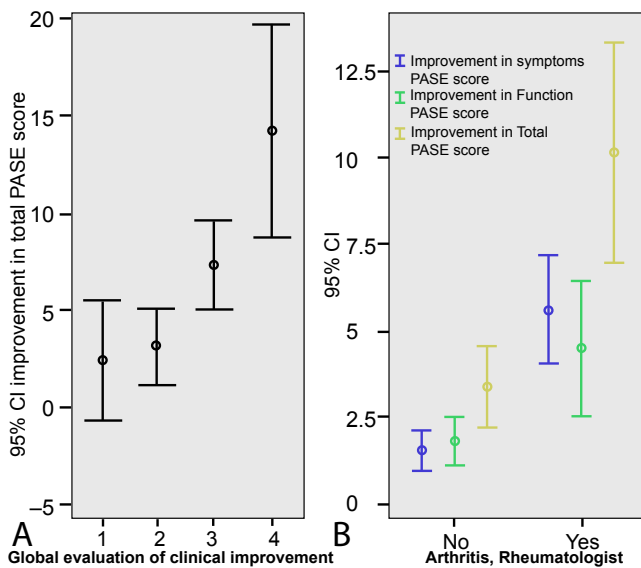 20
15
10
5
0
–5
95% CI improvement in total PASE score
1 2 3 4
A
Global evaluation of clinical improvement
Improvement in symptoms
PASE score
Improvement in Function
PASE score
Improvement in Total
PASE score
12.5
10
7.5
5
2.5
0
95% CI
No Yes
B
Arthritis, Rheumatologist